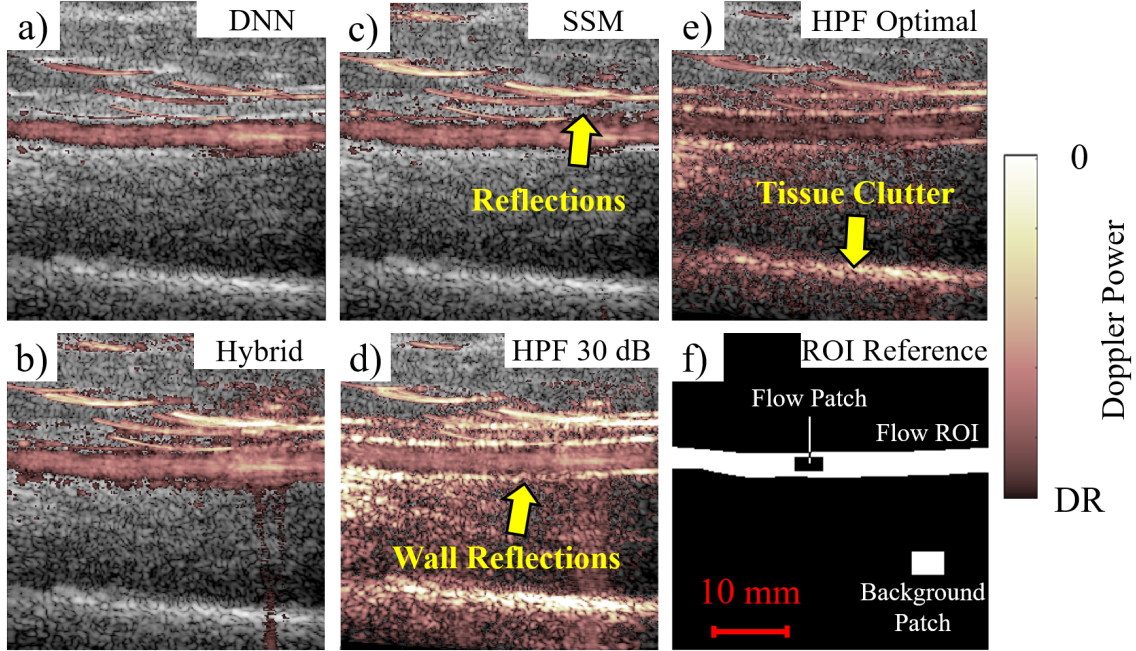 a)
DNN
c)
SSM
e)
HPF Optimal
Reflections
Tissue Clutter
0
Doppler Power
DR
b)
Hybrid
d)
HPF 30 dB
f)
ROI Reference
Wall Reflections
Flow Patch
Flow ROI
10 mm
Background
Patch